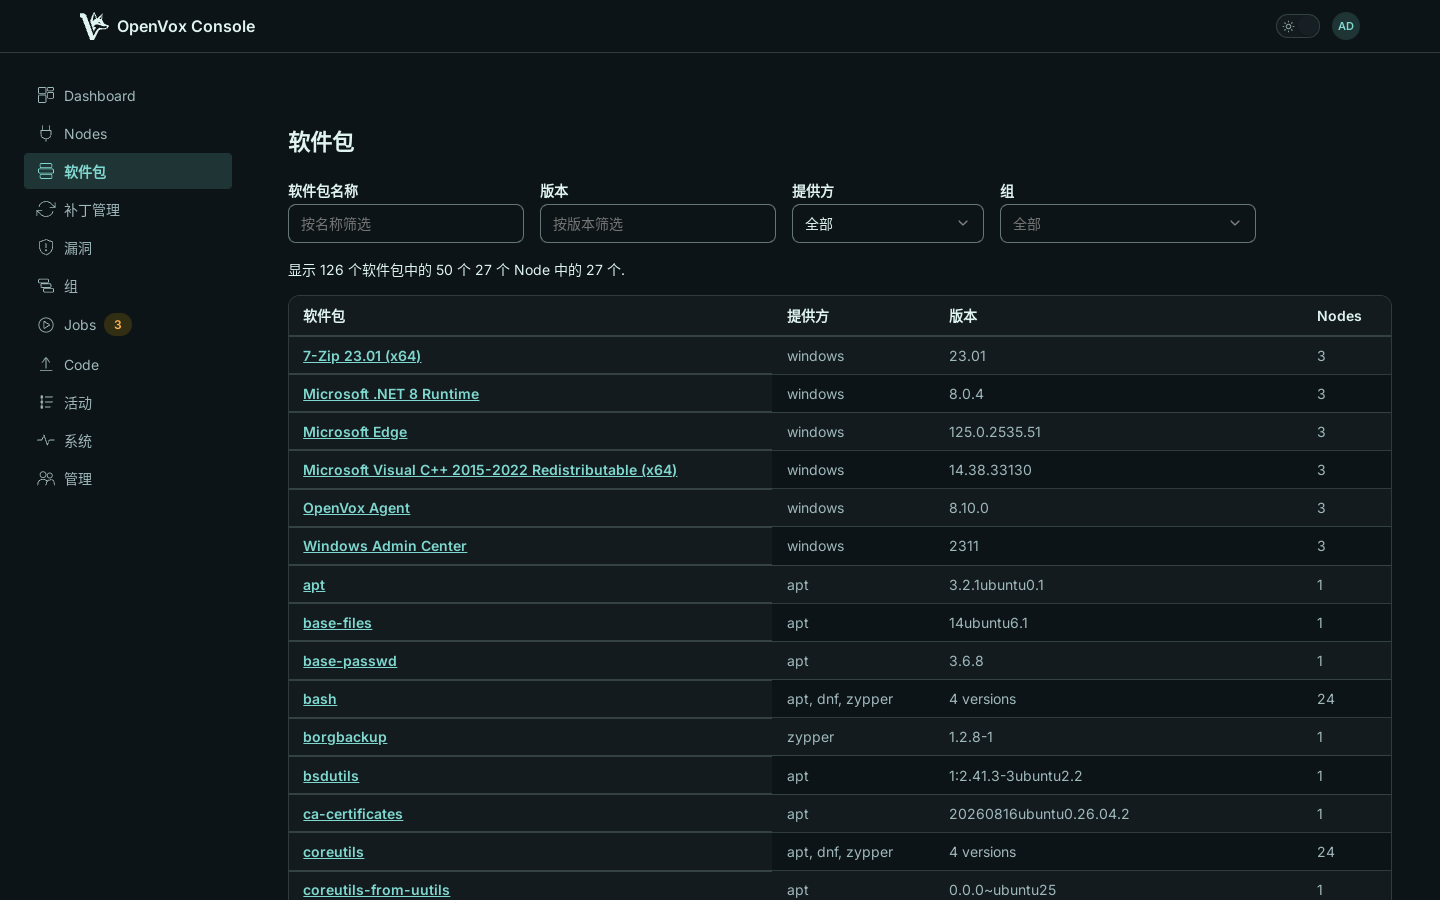 OpenVox Console
AD
Dashboard
Nodes
软件包
补丁管理
漏洞
组
Jobs 3
Code
活动
系统
管理
软件包
软件包名称 版本 提供方 组
按名称筛选 按版本筛选 全部 全部
显示 126 个软件包中的 50 个 27 个 Node 中的 27 个.
软件包 提供方 版本 Nodes
7-Zip 23.01 (x64) windows 23.01 3
Microsoft .NET 8 Runtime windows 8.0.4 3
Microsoft Edge windows 125.0.2535.51 3
Microsoft Visual C++ 2015-2022 Redistributable (x64) windows 14.38.33130 3
OpenVox Agent windows 8.10.0 3
Windows Admin Center windows 2311 3
apt apt 3.2.1ubuntu0.1 1
base-files apt 14ubuntu6.1 1
base-passwd apt 3.6.8 1
bash apt, dnf, zypper 4 versions 24
borgbackup zypper 1.2.8-1 1
bsdutils apt 1:2.41.3-3ubuntu2.2 1
ca-certificates apt 20260816ubuntu0.26.04.2 1
coreutils apt, dnf, zypper 4 versions 24
coreutils-from-uutils apt 0.0.0~ubuntu25 1